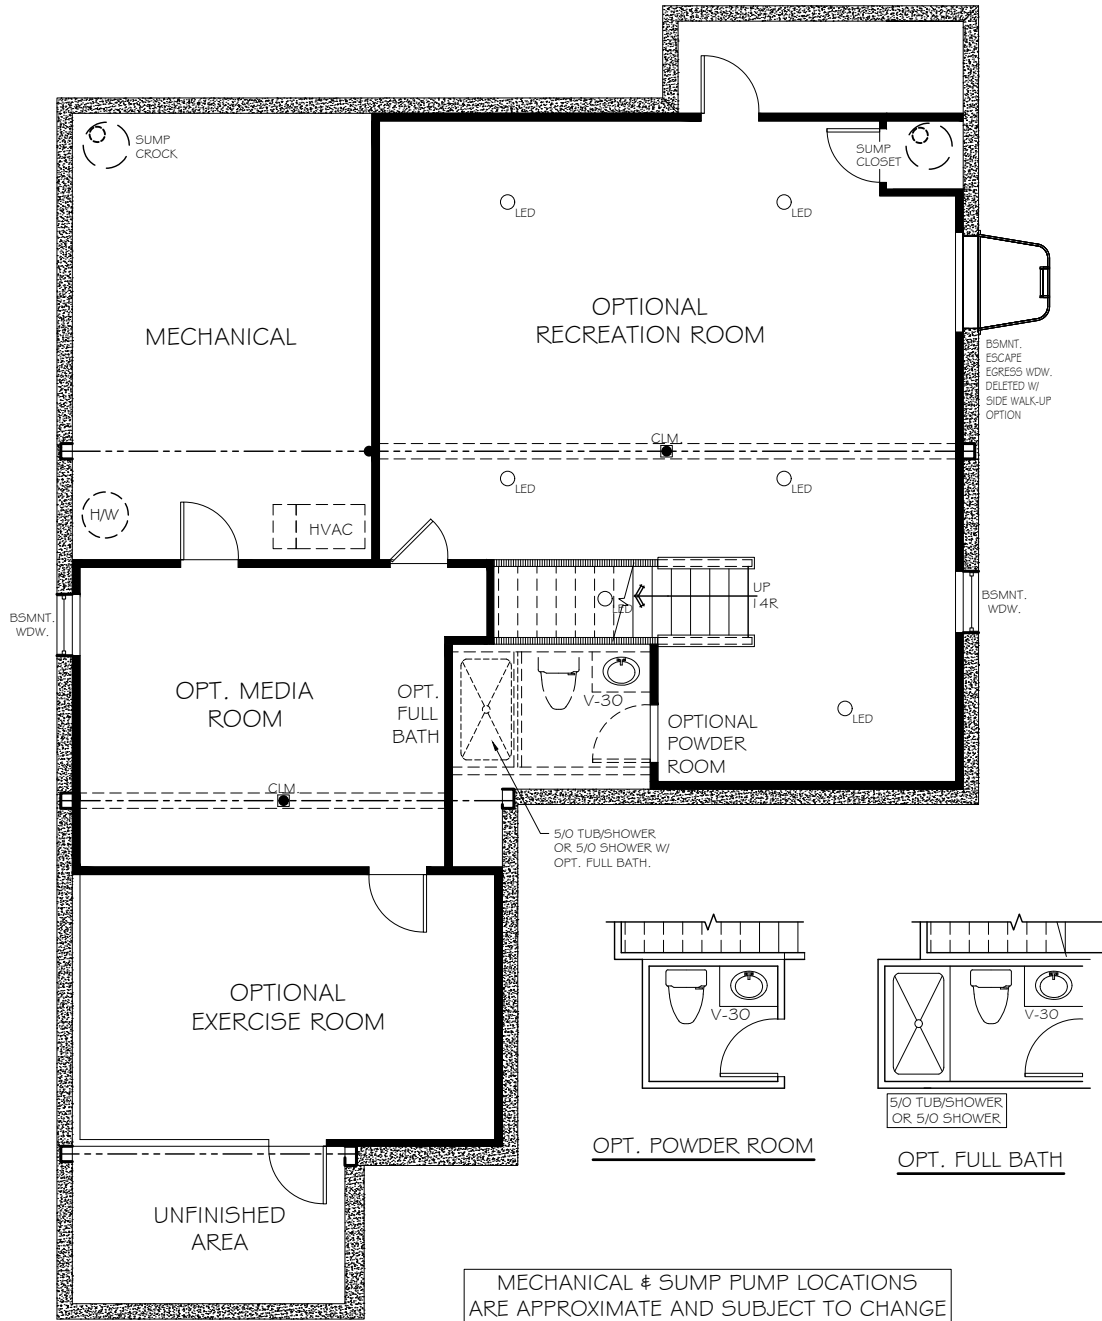 SUMP
CROCK
SUMP
CLOSET
LED
LED
OPTIONAL
RECREATION ROOM
MECHANICAL
BSMNT.
ESCAPE
EGRESS WDW.
DELETED W/
SIDE WALK-UP
OPTION
CLM.
LED
LED
H/W
HVAC
UP
14R
LED
BSMNT.
WDW.
BSMNT.
WDW.
OPT. MEDIA
ROOM
OPT.
FULL
BATH
V-30
OPTIONAL
POWDER
ROOM
LED
CLM.
5/0 TUB/SHOWER
OR 5/0 SHOWER W/
OPT. FULL BATH.
OPTIONAL
EXERCISE ROOM
V-30
V-30
5/0 TUB/SHOWER
OR 5/0 SHOWER
OPT. POWDER ROOM
OPT. FULL BATH
UNFINISHED
AREA
MECHANICAL & SUMP PUMP LOCATIONS
ARE APPROXIMATE AND SUBJECT TO CHANGE